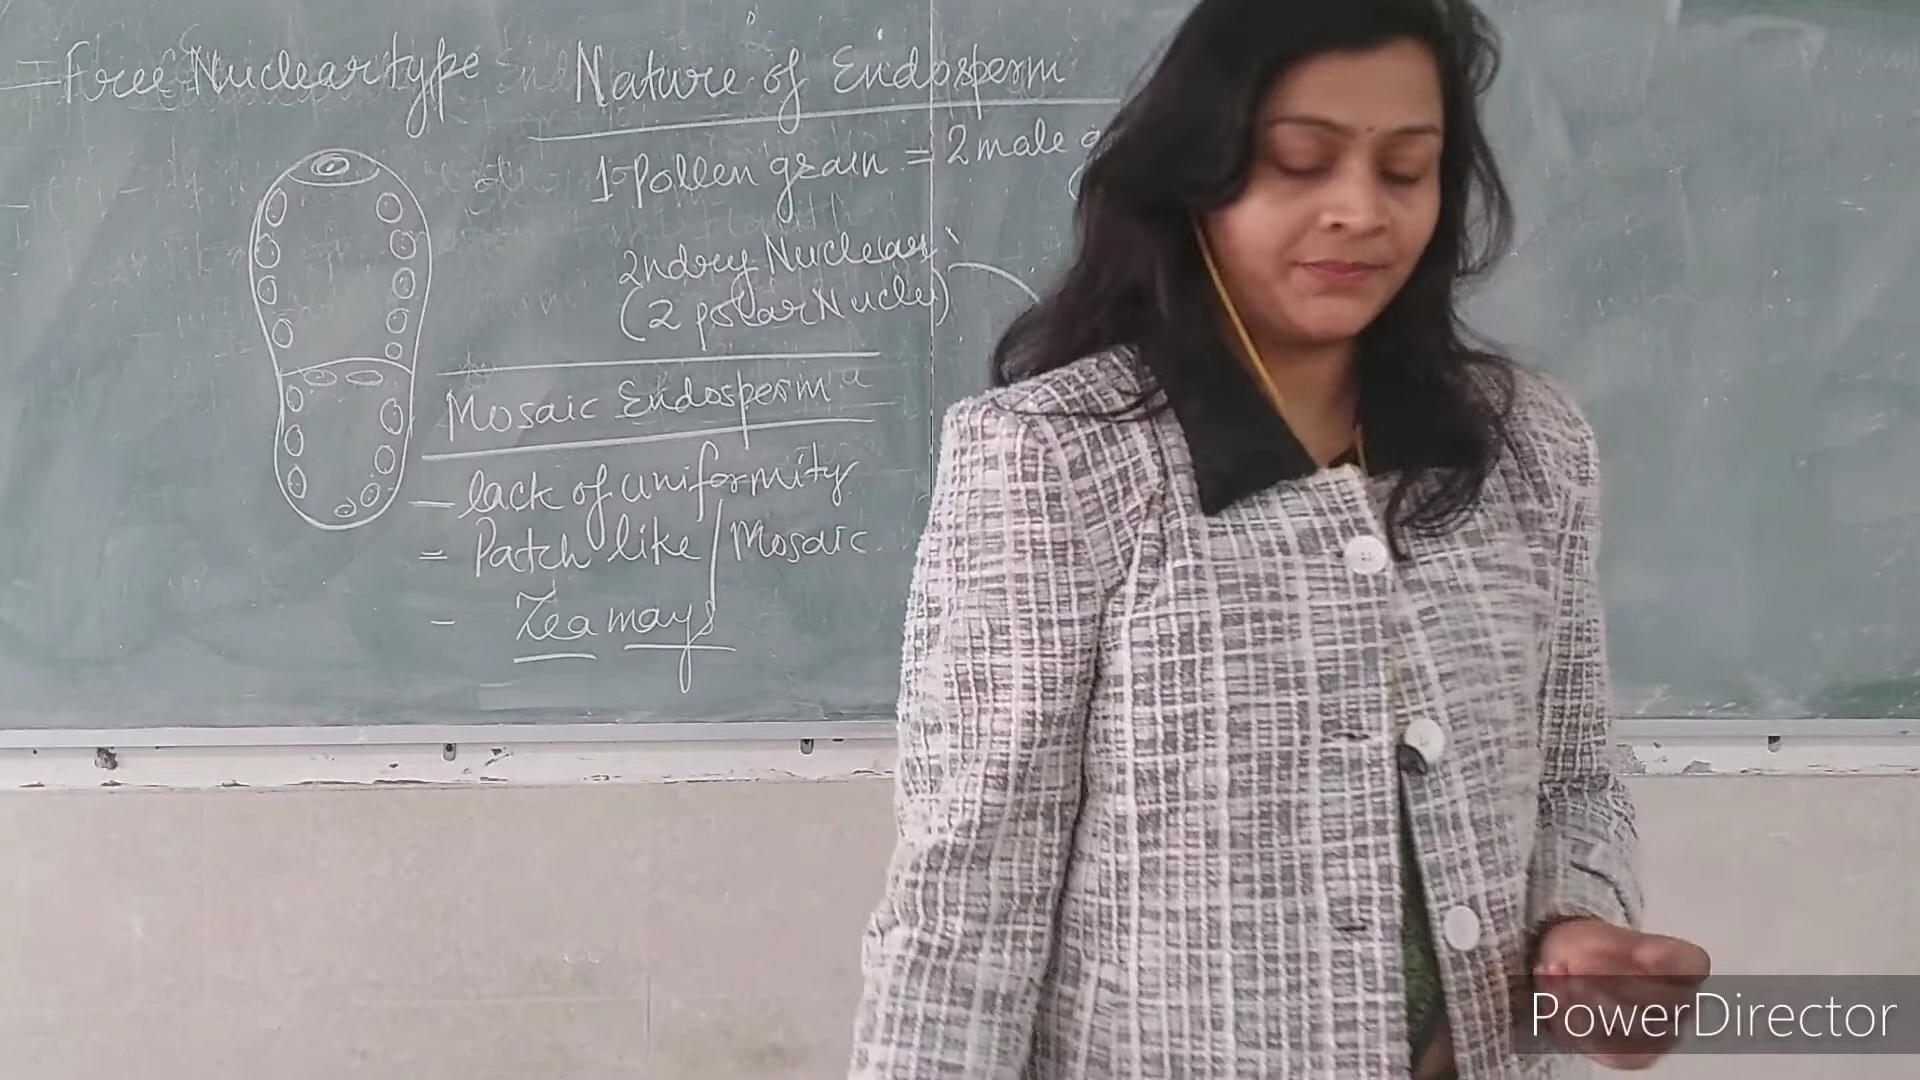 - Free Nuclear type
Nature of Endosperm
1 Pollen grain = 2 male g
2ndry Nucleus
(2 polar Nuclei)
Mosaic Endosperm
- lack of uniformity
= Patch like / Mosaic
- Zea mays
PowerDirector